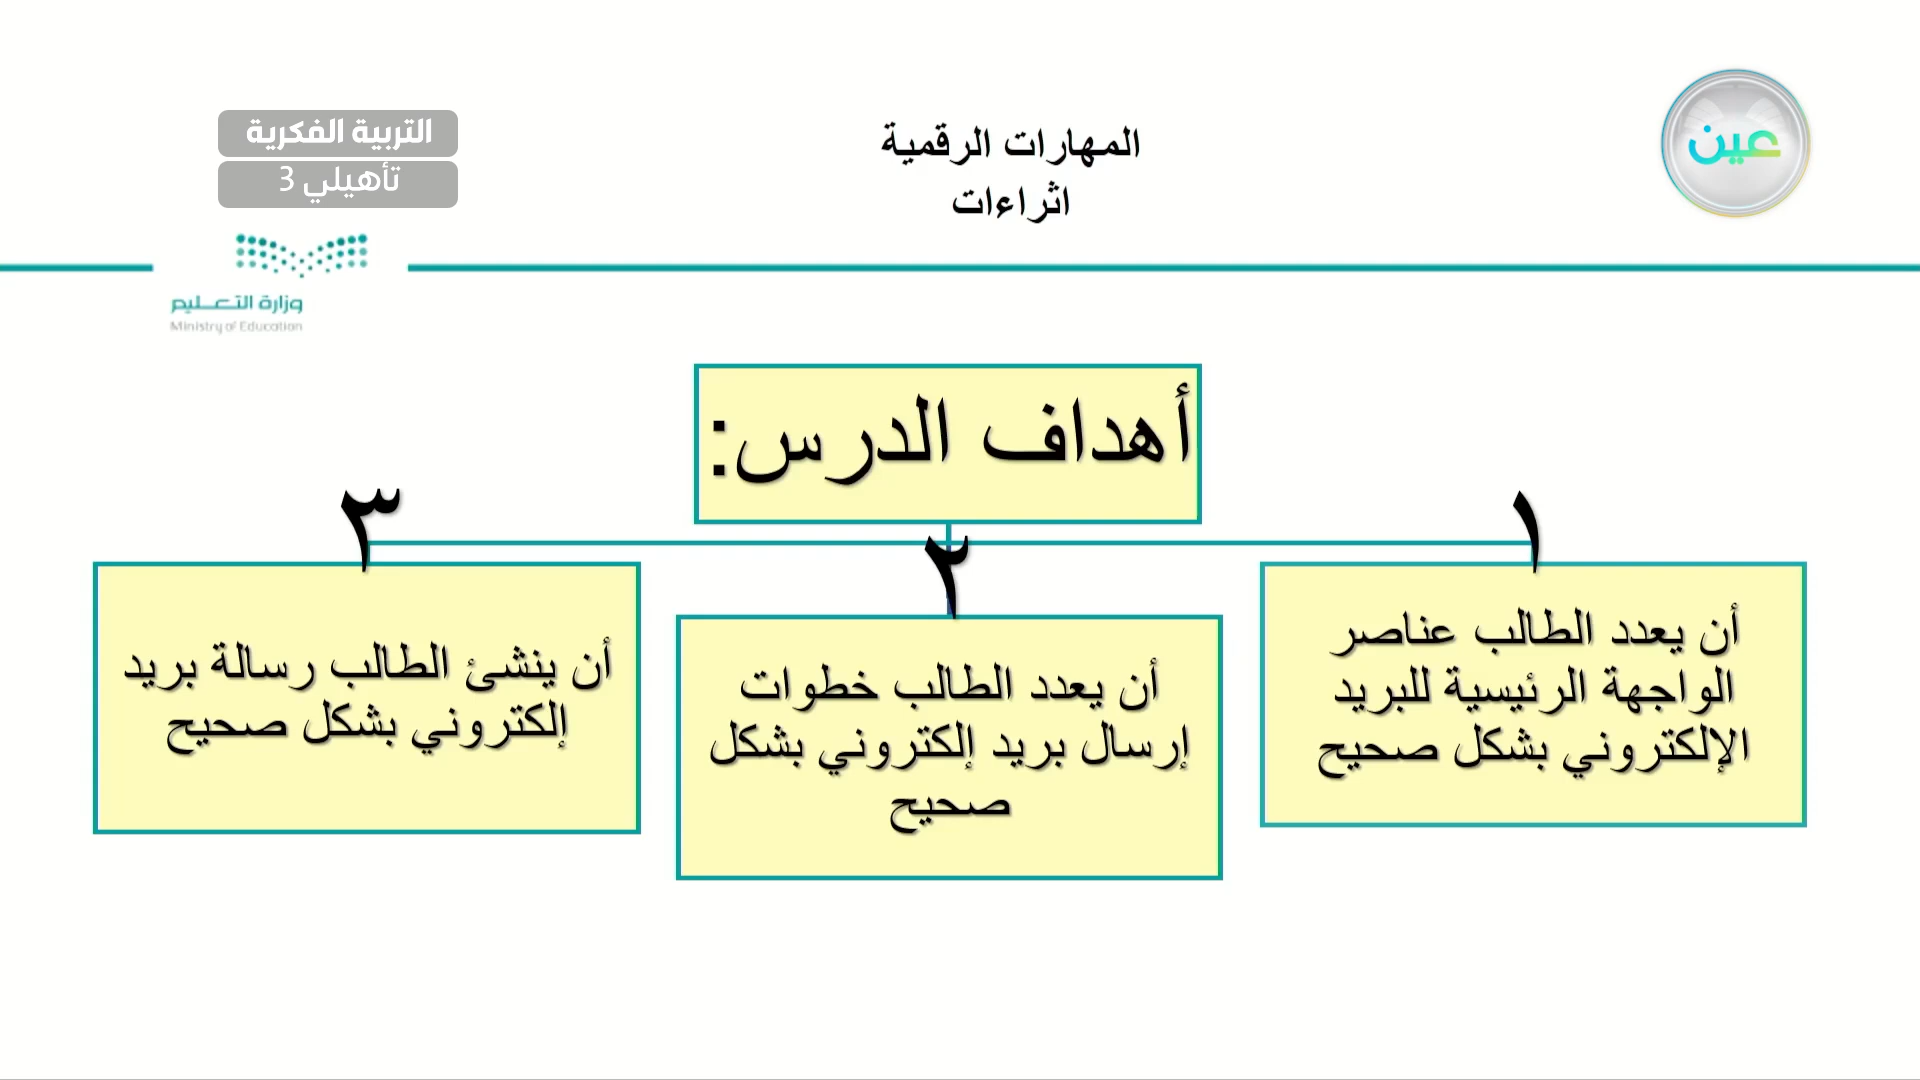 عين
المهارات الرقمية
اثراءات
التربية الفكرية
تأهيلي 3
وزارة التعليم
Ministry of Education
أهداف الدرس:
١
أن يعدد الطالب عناصر
الواجهة الرئيسية للبريد
الإلكتروني بشكل صحيح
٢
أن يعدد الطالب خطوات
إرسال بريد إلكتروني بشكل
صحيح
٣
أن ينشئ الطالب رسالة بريد
إلكتروني بشكل صحيح